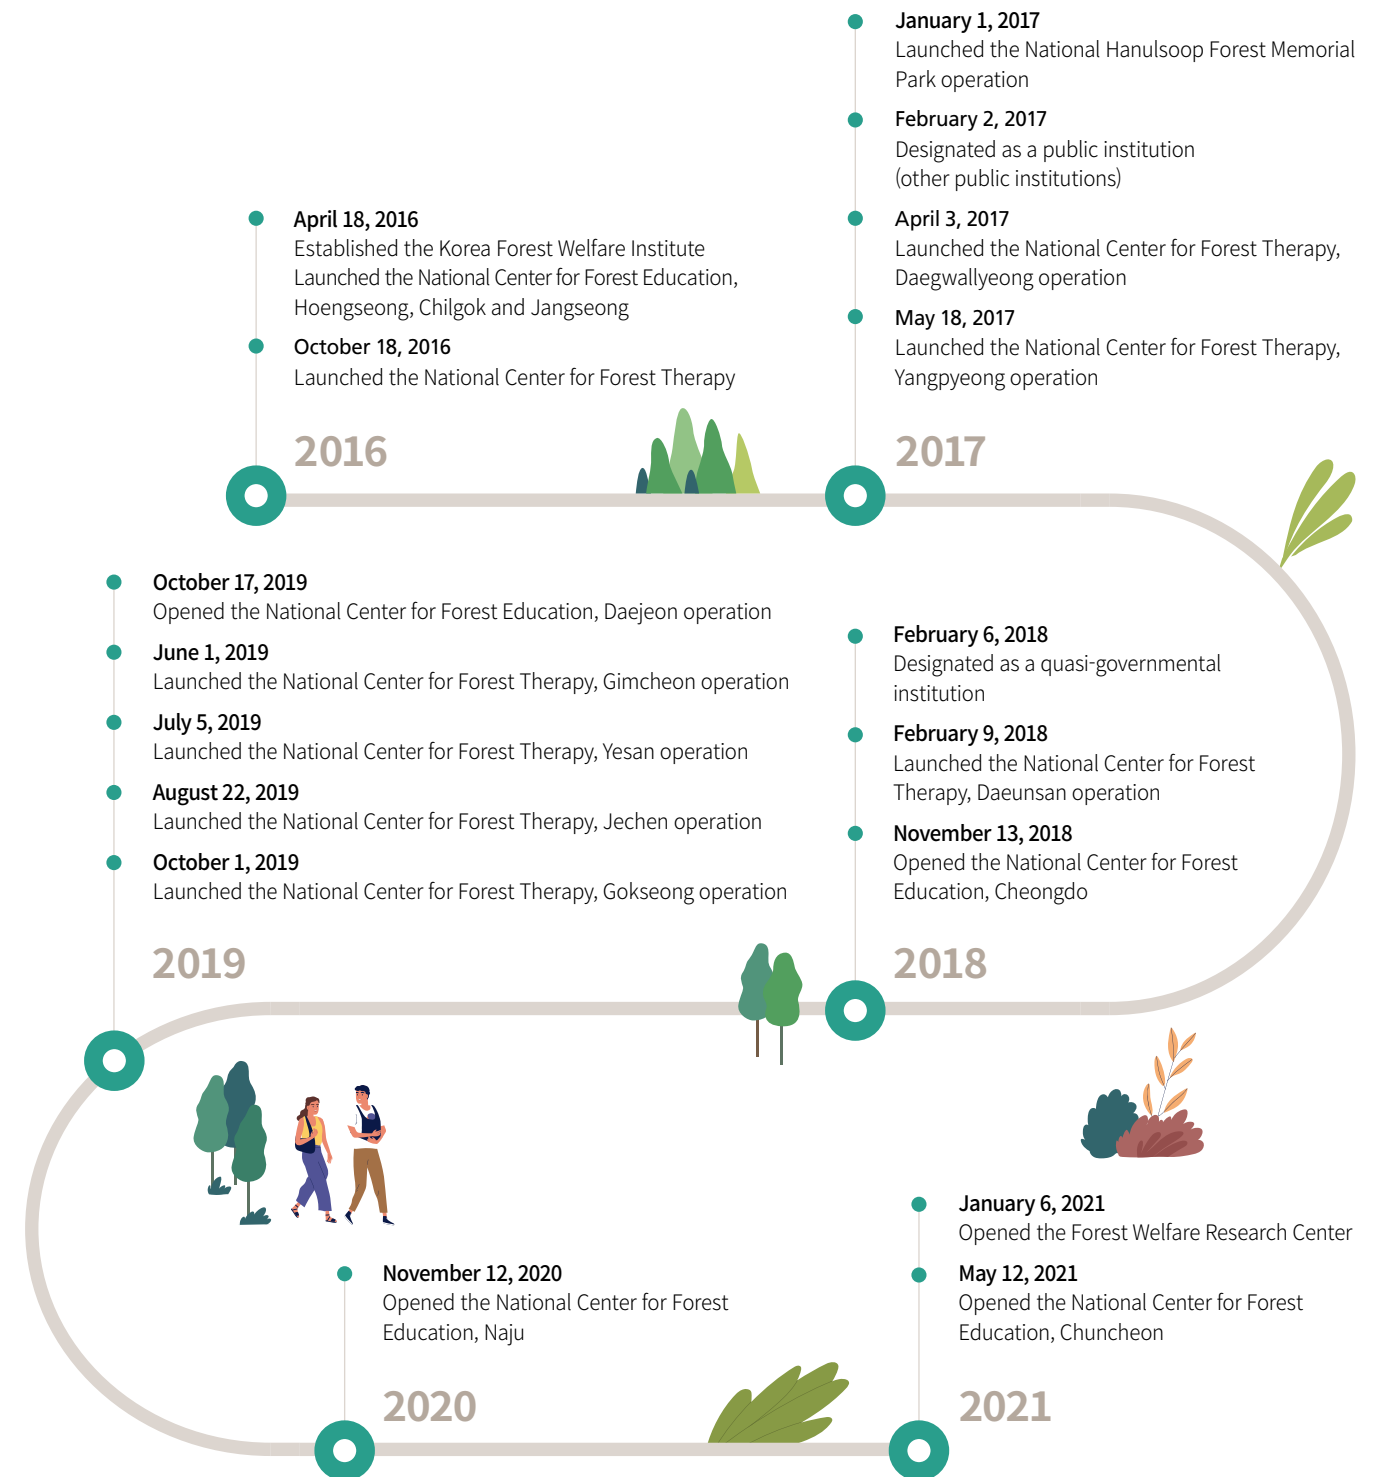 April 18, 2016
Established the Korea Forest Welfare Institute
Launched the National Center for Forest Education,
Hoengseong, Chilgok and Jangseong
October 18, 2016
Launched the National Center for Forest Therapy
2016
January 1, 2017
Launched the National Hanulsoop Forest Memorial
Park operation
February 2, 2017
Designated as a public institution
(other public institutions)
April 3, 2017
Launched the National Center for Forest Therapy,
Daegwallyeong operation
May 18, 2017
Launched the National Center for Forest Therapy,
Yangpyeong operation
2017
February 6, 2018
Designated as a quasi-governmental
institution
February 9, 2018
Launched the National Center for Forest
Therapy, Daeunsan operation
November 13, 2018
Opened the National Center for Forest
Education, Cheongdo
2018
October 17, 2019
Opened the National Center for Forest Education, Daejeon operation
June 1, 2019
Launched the National Center for Forest Therapy, Gimcheon operation
July 5, 2019
Launched the National Center for Forest Therapy, Yesan operation
August 22, 2019
Launched the National Center for Forest Therapy, Jechen operation
October 1, 2019
Launched the National Center for Forest Therapy, Gokseong operation
2019
November 12, 2020
Opened the National Center for Forest
Education, Naju
2020
January 6, 2021
Opened the Forest Welfare Research Center
May 12, 2021
Opened the National Center for Forest
Education, Chuncheon
2021